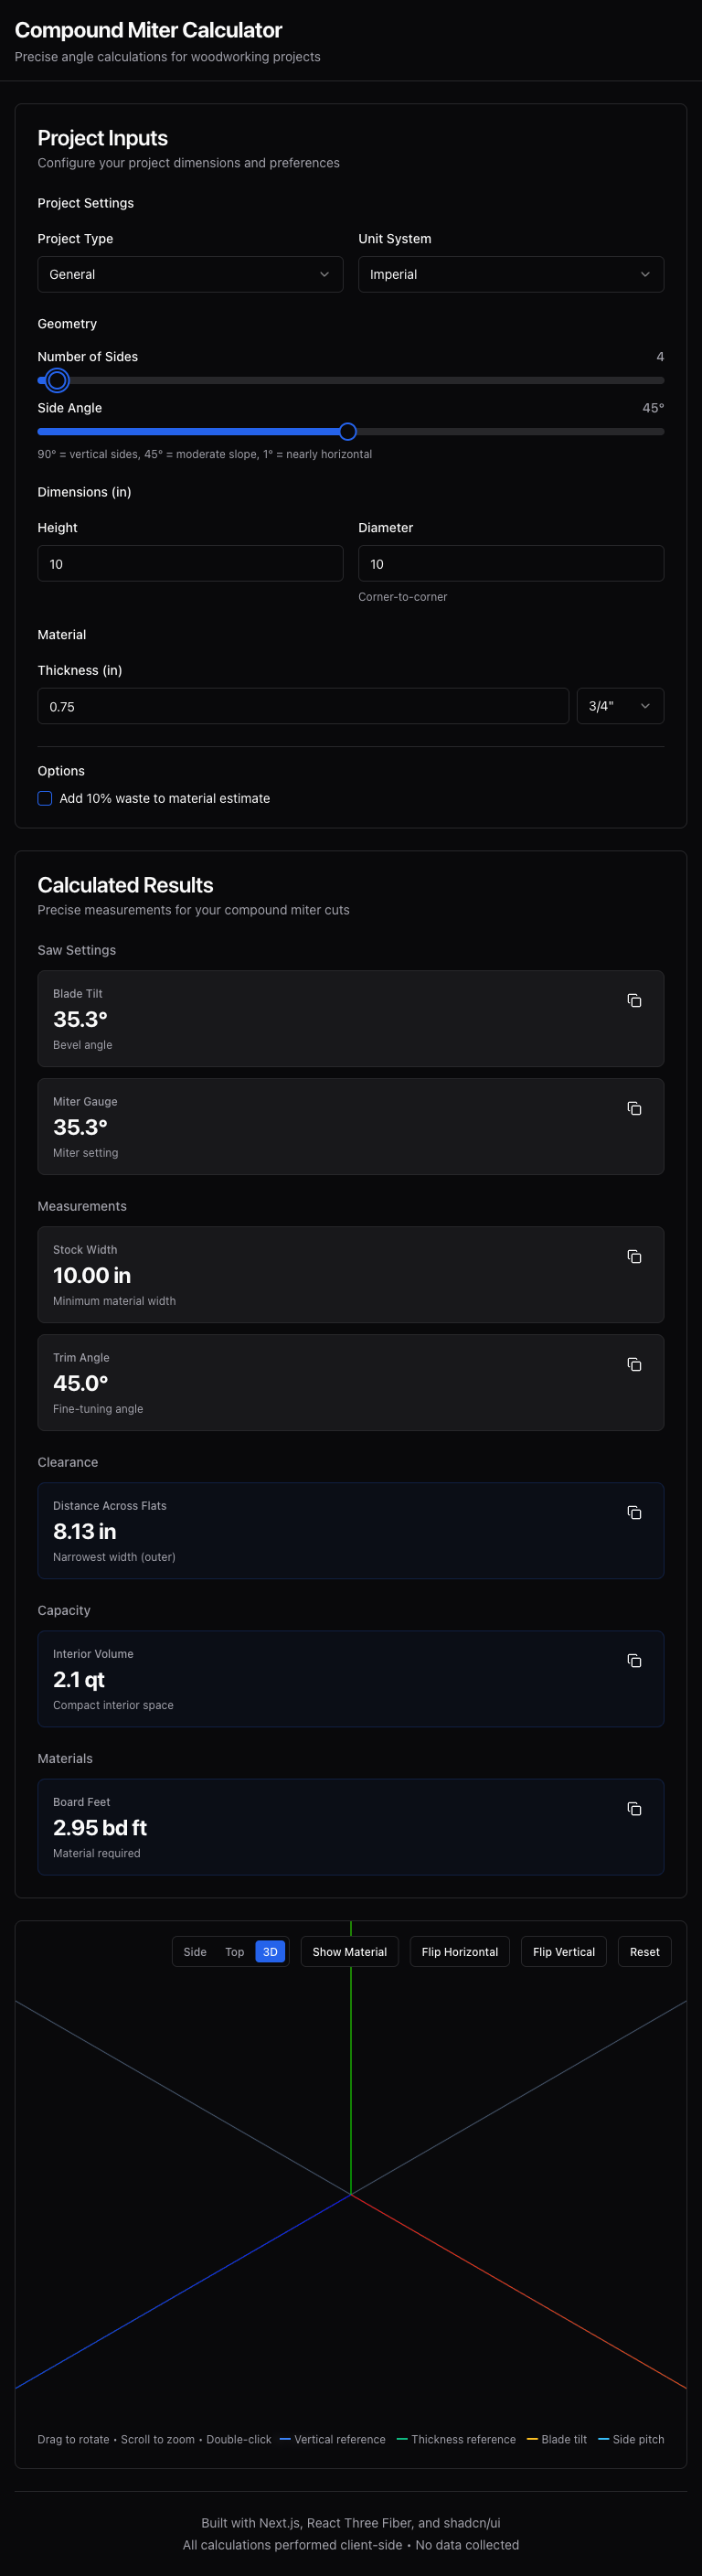 Compound Miter Calculator
Precise angle calculations for woodworking projects
Project Inputs
Configure your project dimensions and preferences
Project Settings
Project Type
Unit System
General
Imperial
Geometry
Number of Sides
4
Side Angle
45°
90° = vertical sides, 45° = moderate slope, 1° = nearly horizontal
Dimensions (in)
Height
Diameter
10
10
Corner-to-corner
Material
Thickness (in)
0.75
3/4"
Options
Add 10% waste to material estimate
Calculated Results
Precise measurements for your compound miter cuts
Saw Settings
Blade Tilt
35.3°
Bevel angle
Miter Gauge
35.3°
Miter setting
Measurements
Stock Width
10.00 in
Minimum material width
Trim Angle
45.0°
Fine-tuning angle
Clearance
Distance Across Flats
8.13 in
Narrowest width (outer)
Capacity
Interior Volume
2.1 qt
Compact interior space
Materials
Board Feet
2.95 bd ft
Material required
Side Top 3D Show Material Flip Horizontal Flip Vertical Reset
Drag to rotate • Scroll to zoom • Double-click Vertical reference Thickness reference Blade tilt Side pitch
Built with Next.js, React Three Fiber, and shadcn/ui
All calculations performed client-side • No data collected